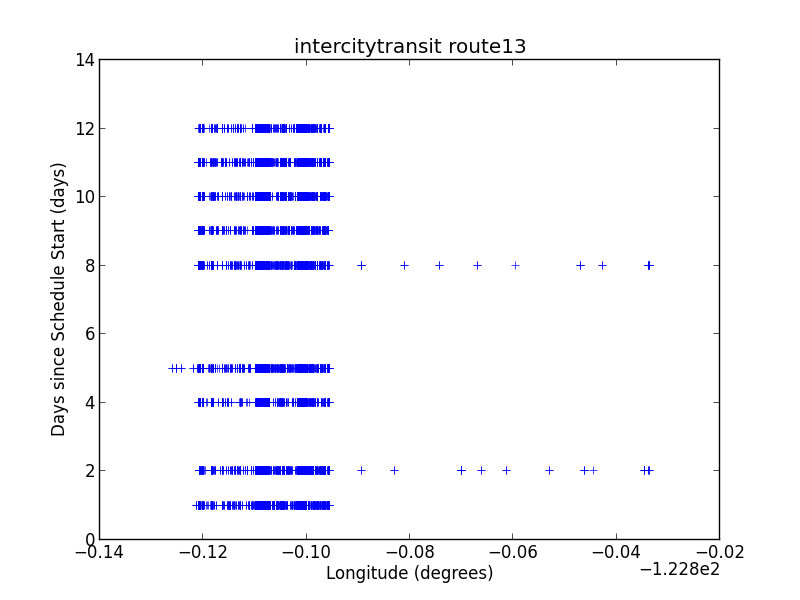 intercitytransit route13
14
12
10
8
6
4
2
0
Days since Schedule Start (days)
−0.14 −0.12 −0.10 −0.08 −0.06 −0.04 −0.02
−1.228e2
Longitude (degrees)